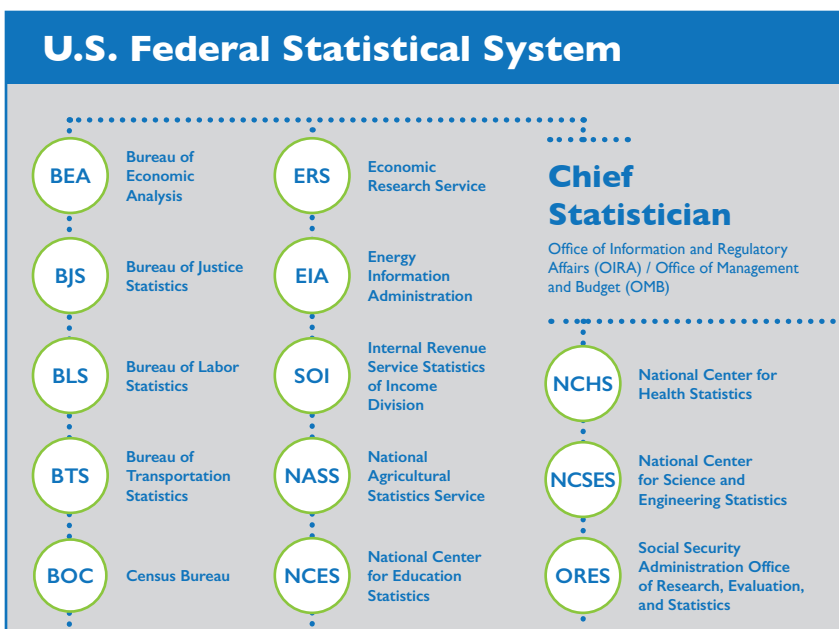 U.S. Federal Statistical System
BEA
Bureau of
Economic
Analysis
BJS
Bureau of Justice
Statistics
BLS
Bureau of Labor
Statistics
BTS
Bureau of
Transportation
Statistics
BOC
Census Bureau
ERS
Economic
Research Service
EIA
Energy
Information
Administration
SOI
Internal Revenue
Service Statistics
of Income
Division
NASS
National
Agricultural
Statistics Service
NCES
National Center
for Education
Statistics
Chief
Statistician
Office of Information and Regulatory
Affairs (OIRA) / Office of Management
and Budget (OMB)
NCHS
National Center for
Health Statistics
NCSES
National Center
for Science and
Engineering Statistics
ORES
Social Security
Administration Office
of Research, Evaluation,
and Statistics